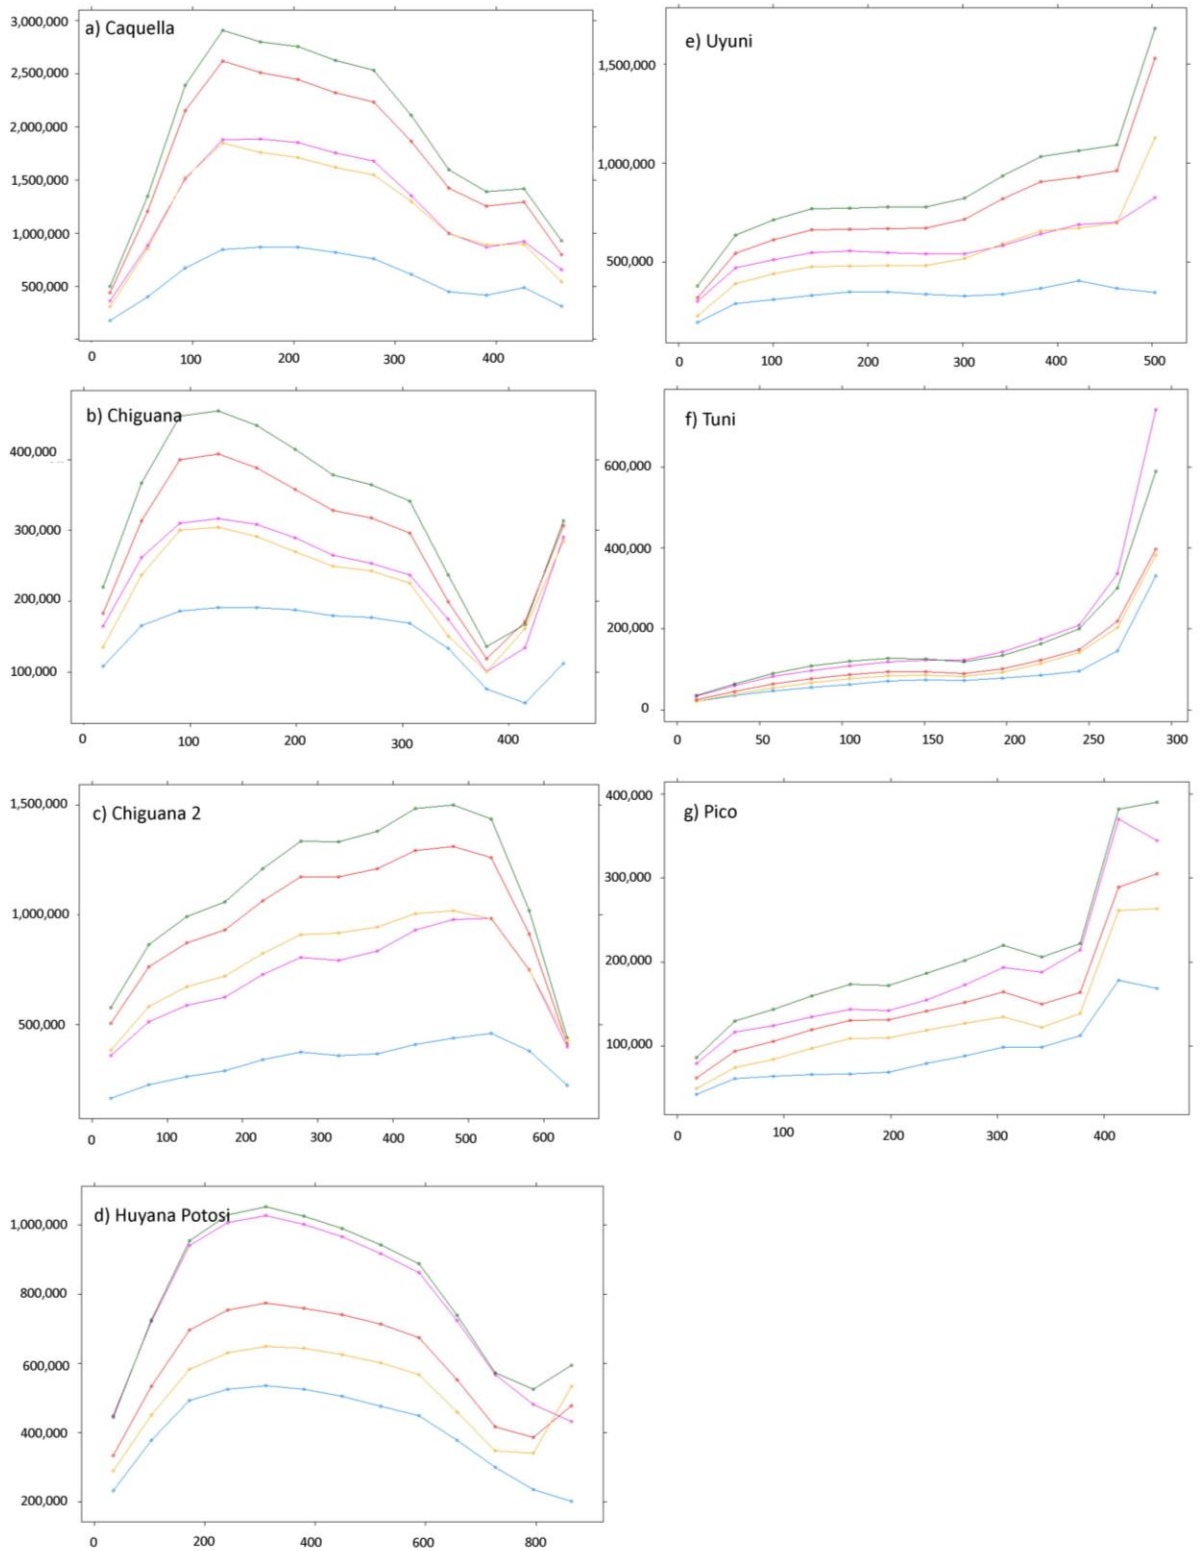 a) Caquella
3,000,000
2,500,000
2,000,000
1,500,000
1,000,000
500,000
0 100 200 300 400
b) Chiguana
400,000
300,000
200,000
100,000
0 100 200 300 400
c) Chiguana 2
1,500,000
1,000,000
500,000
0 100 200 300 400 500 600
d) Huyana Potosi
1,000,000
800,000
600,000
400,000
200,000
0 200 400 600 800
e) Uyuni
1,500,000
1,000,000
500,000
0 100 200 300 400 500
f) Tuni
600,000
400,000
200,000
0
0 50 100 150 200 250 300
g) Pico
400,000
300,000
200,000
100,000
0 100 200 300 400